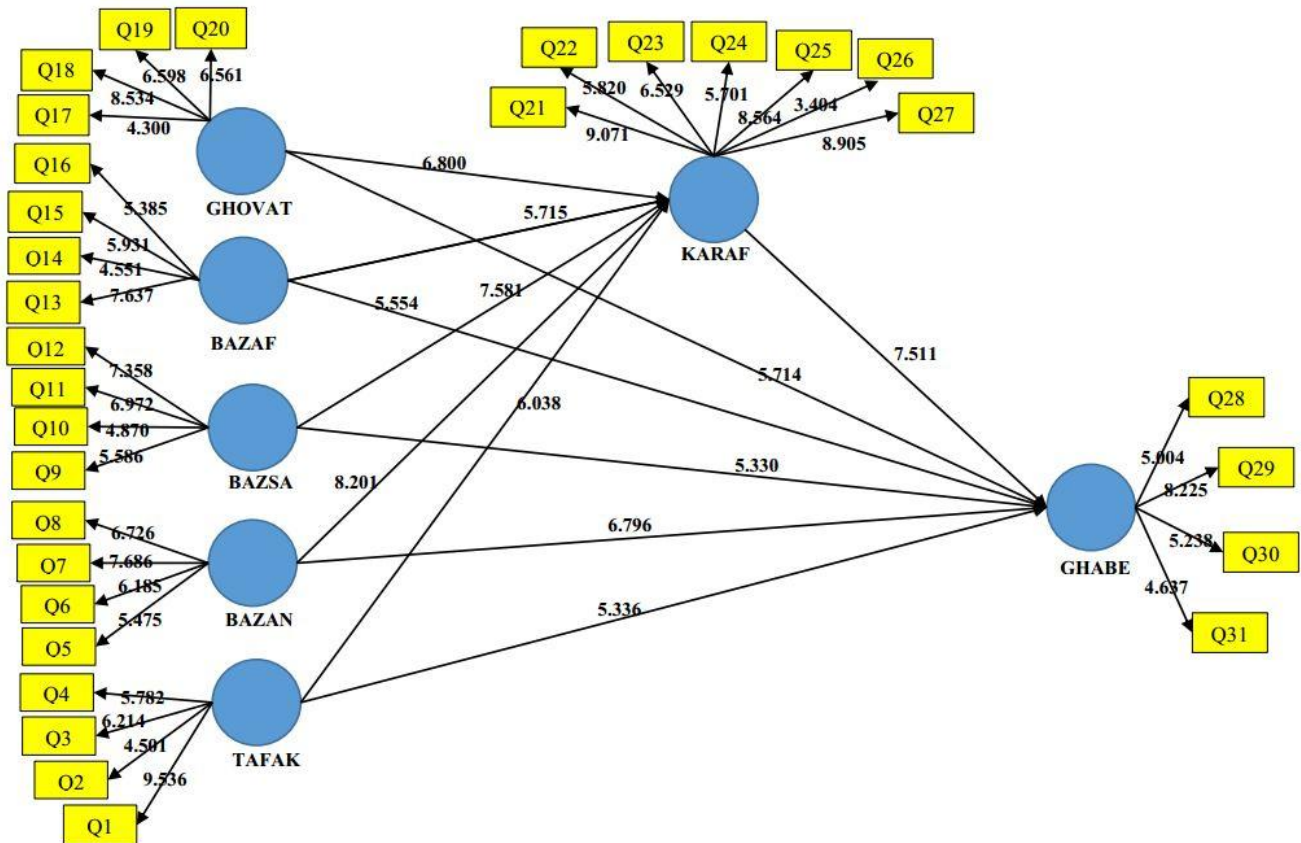 Q19
Q20
Q18
6.598
6.561
8.534
Q17
4.300
GHOVAT
Q16
5.385
Q15
5.931
O14
4.551
Q13
7.637
BAZAF
Q12
7.358
Q11
6.972
Q10
4.870
Q9
5.586
BAZSA
O8
6.726
Q7
7.686
Q6
6.185
O5
5.475
BAZAN
Q4
5.782
Q3
6.214
O2
4.501
Q1
9.536
TAFAK
Q22
Q23
Q24
Q25
Q26
Q21
Q27
5.820
6.529
5.701
8.564
3.404
9.071
8.905
KARAF
6.800
5.715
7.581
5.554
6.038
8.201
7.511
5.714
5.330
6.796
5.336
GHABE
Q28
5.004
Q29
8.225
Q30
5.238
Q31
4.637